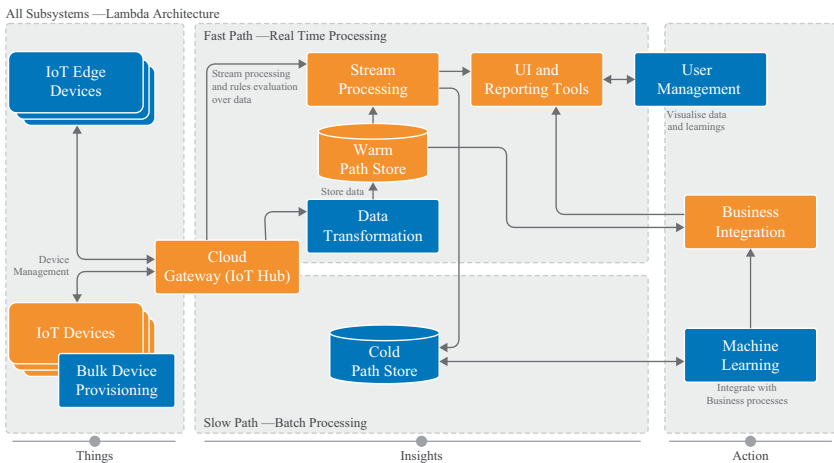 All Subsystems —Lambda Architecture
Fast Path —Real Time Processing
IoT Edge
Devices
Stream processing
and rules evaluation
over data
Stream
Processing
UI and
Reporting Tools
User
Management
Visualise data
and learnings
Warm
Path Store
Store data
Data
Transformation
Business
Integration
Device
Management
Cloud
Gateway (IoT Hub)
IoT Devices
Bulk Device
Provisioning
Cold
Path Store
Machine
Learning
Integrate with
Business processes
Slow Path —Batch Processing
Things
Insights
Action